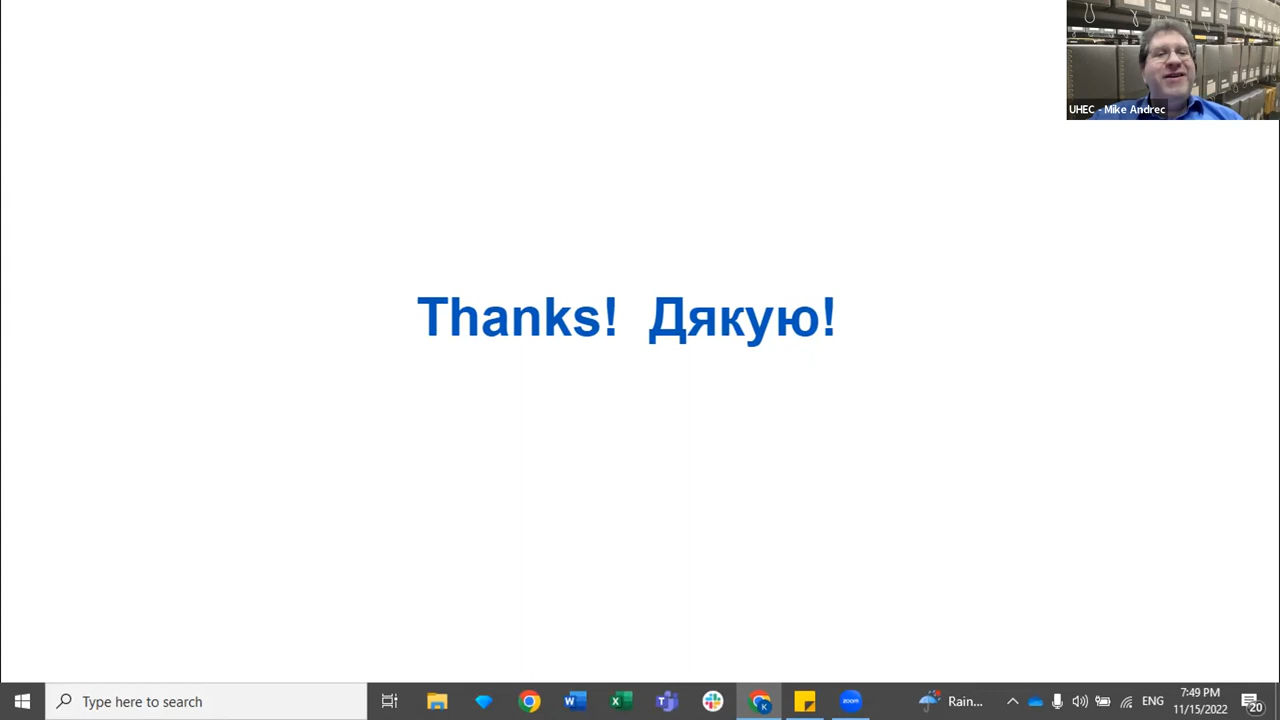 UHEC - Mike Andrec
Thanks! Дякую!
Type here to search
Rain...
ENG
7:49 PM
11/15/2022
20